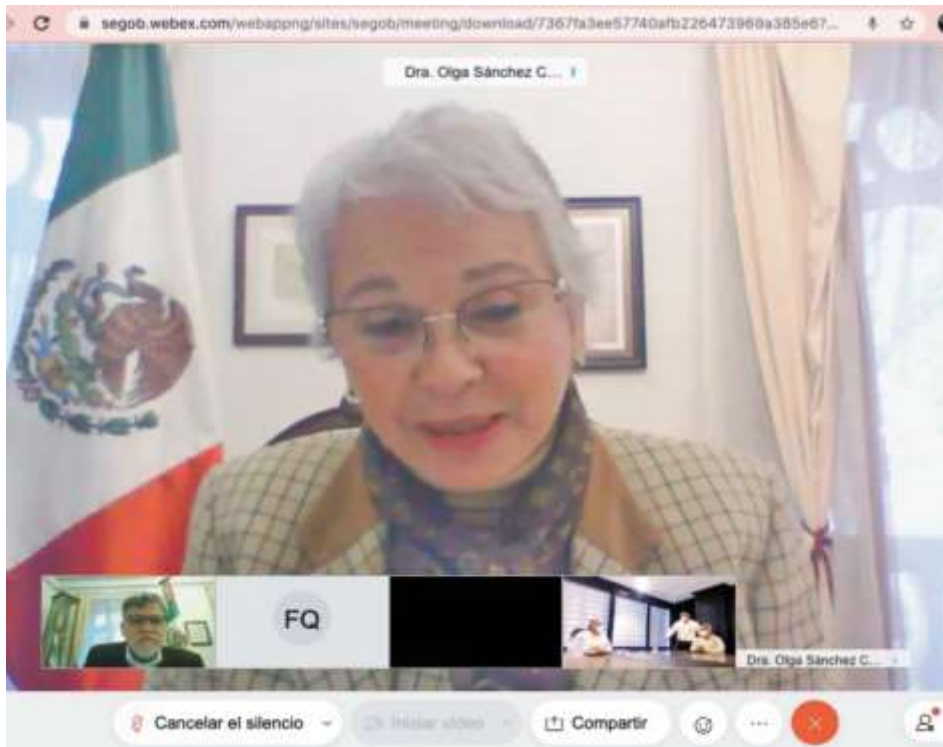 segob.webex.com/webappng/sites/segob/meeting/download/7367fa3ee57740afb226473969a385e6?...
Dra. Olga Sánchez C...
FQ
Dra. Olga Sánchez C...
Cancelar el silencio
Iniciar video
Compartir